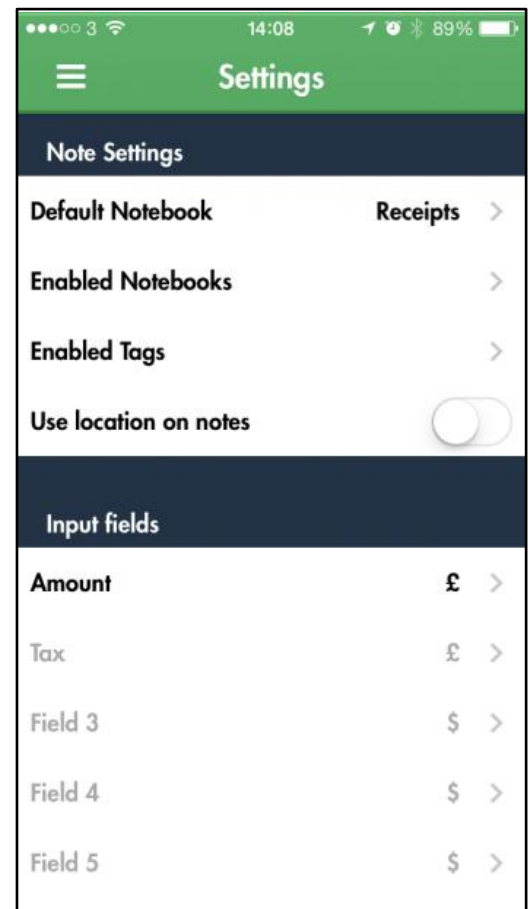 3 14:08 89%
Settings
Note Settings
Default Notebook Receipts
Enabled Notebooks
Enabled Tags
Use location on notes
Input fields
Amount £
Tax £
Field 3 $
Field 4 $
Field 5 $